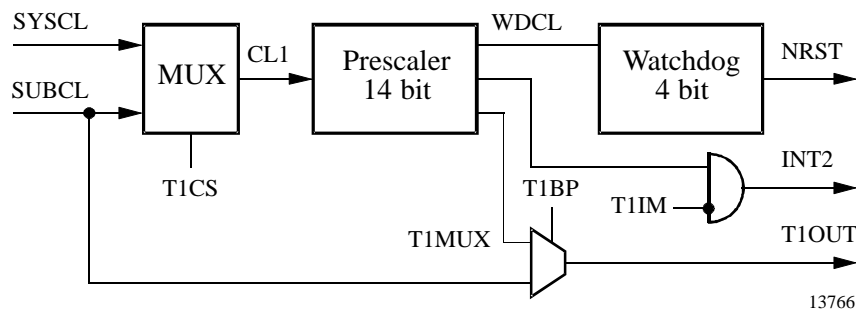 SYSCL
SUBCL
MUX
T1CS
CL1
Prescaler
14 bit
WDCL
Watchdog
4 bit
NRST
INT2
T1IM
T1BP
T1MUX
T1OUT
13766